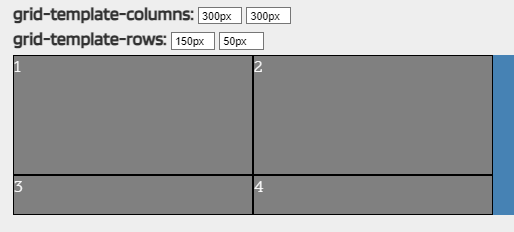 grid-template-columns: 300px 300px
grid-template-rows: 150px 50px
1 2
3 4